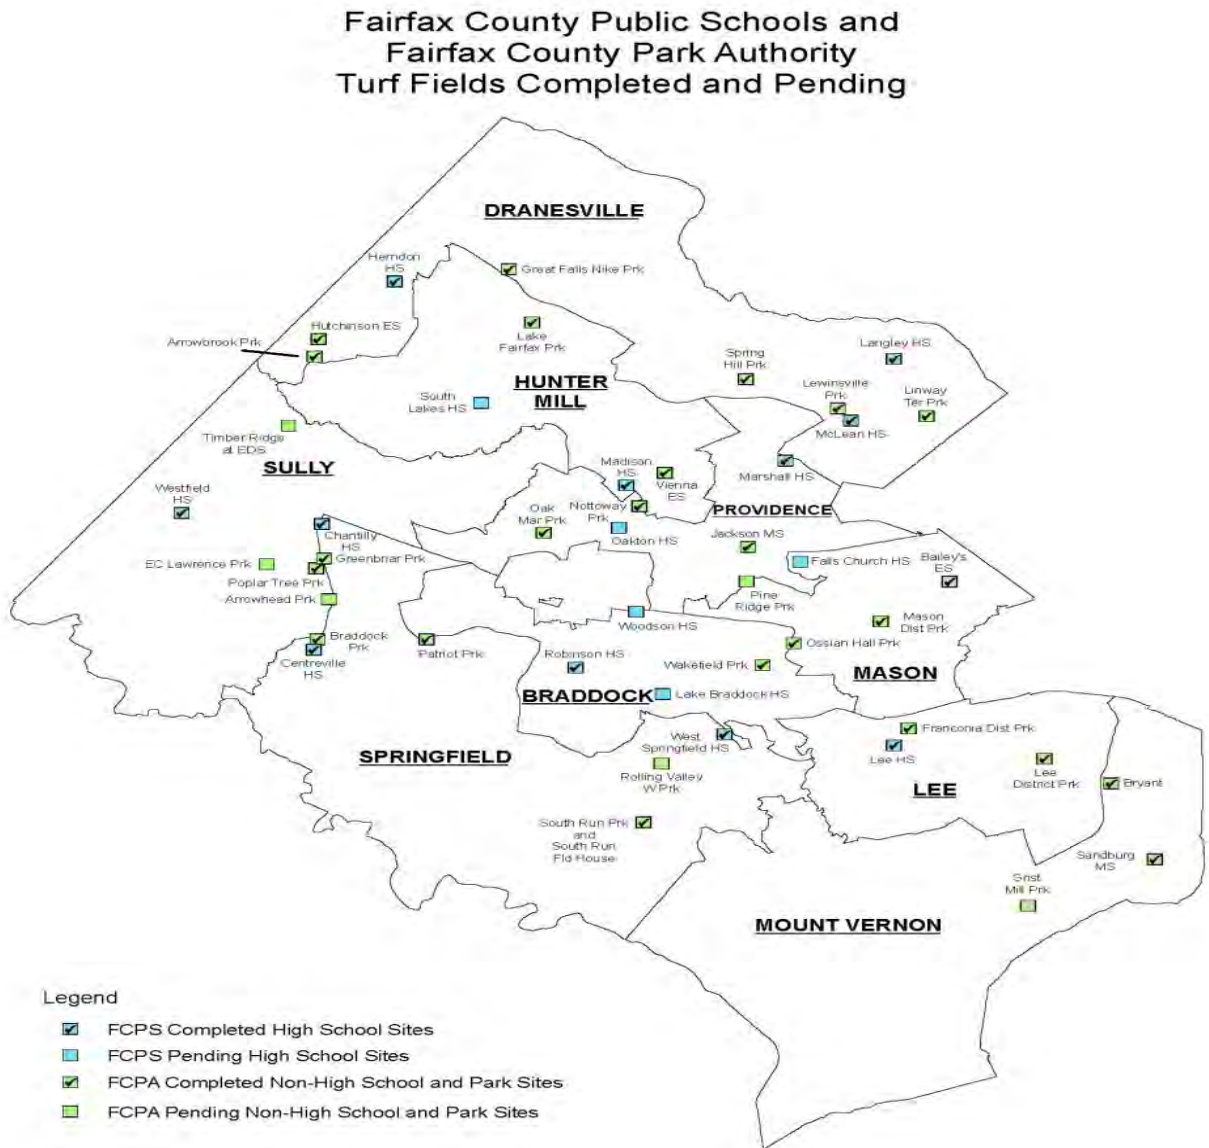 Fairfax County Public Schools and
Fairfax County Park Authority
Turf Fields Completed and Pending
DRANESVILLE
Herndon
HS
Great Falls Nike Prk
Hutchinson ES
Arrowbrook Prk
Lake
Fairfax Prk
Langley HS
Spring
Hill Prk
HUNTER
MILL
South
Lakes HS
Lewinsville
Prk
Linway
Ter Prk
McLean HS
Timber Ridge
at EDS
SULLY
Madison
HS
Vienna
ES
Marshall HS
Westfield
HS
Oak
Mar Prk
Nottoway
Prk
PROVIDENCE
Chantilly
HS
Oakton HS
Jackson MS
Greenbriar Prk
EC Lawrence Prk
Falls Church HS
Bailey's
ES
Poplar Tree Prk
Arrowhead Prk
Pine
Ridge Prk
Woodson HS
Mason
Dist Prk
Braddock
Prk
Patriot Prk
Ossian Hall Prk
Centreville
HS
Robinson HS
Wakefield Prk
MASON
BRADDOCK
Lake Braddock HS
West
Springfield HS
Franconia Dist Prk
SPRINGFIELD
Lee HS
Rolling Valley
W Prk
Lee
District Prk
LEE
Bryant
South Run Prk
and
South Run
Fld House
Sandburg
MS
Grist
Mill Prk
MOUNT VERNON
Legend
FCPS Completed High School Sites
FCPS Pending High School Sites
FCPA Completed Non-High School and Park Sites
FCPA Pending Non-High School and Park Sites